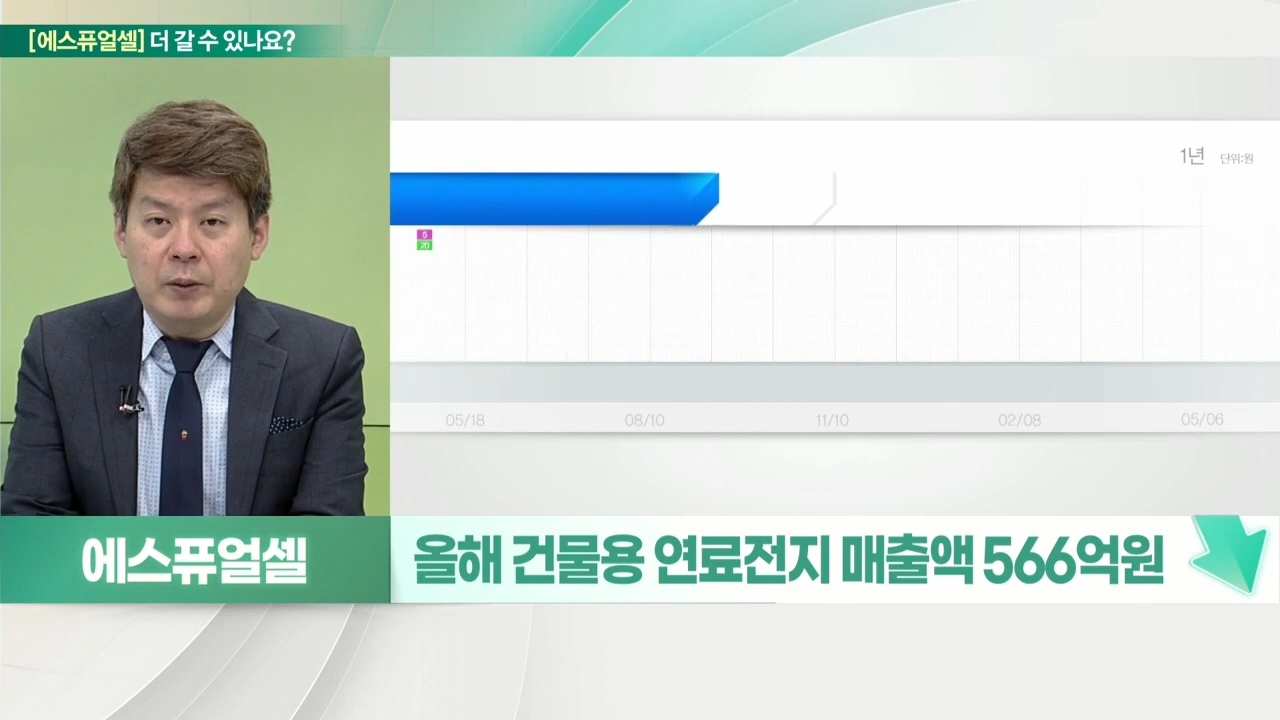 [에스퓨얼셀] 더 갈 수 있나요?
1년 단위:원
5
20
05/18 08/10 11/10 02/08 05/06
에스퓨얼셀
올해 건물용 연료전지 매출액 566억원